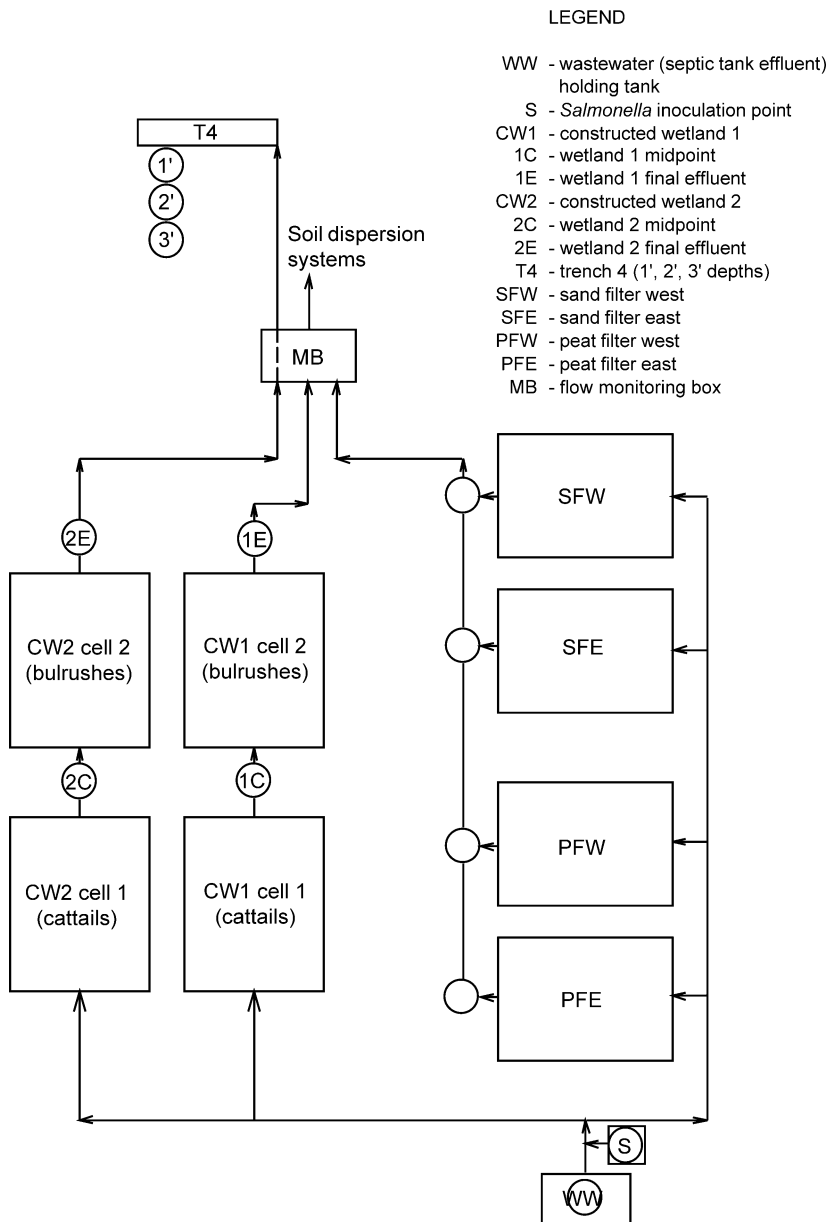 LEGEND
WW - wastewater (septic tank effluent)
holding tank
S - Salmonella inoculation point
CW1 - constructed wetland 1
1C - wetland 1 midpoint
1E - wetland 1 final effluent
CW2 - constructed wetland 2
2C - wetland 2 midpoint
2E - wetland 2 final effluent
T4 - trench 4 (1', 2', 3' depths)
SFW - sand filter west
SFE - sand filter east
PFW - peat filter west
PFE - peat filter east
MB - flow monitoring box
T4
1'
2'
3'
Soil dispersion
systems
MB
2E
1E
CW2 cell 2
(bulrushes)
CW1 cell 2
(bulrushes)
2C
1C
CW2 cell 1
(cattails)
CW1 cell 1
(cattails)
SFW
SFE
PFW
PFE
S
WW